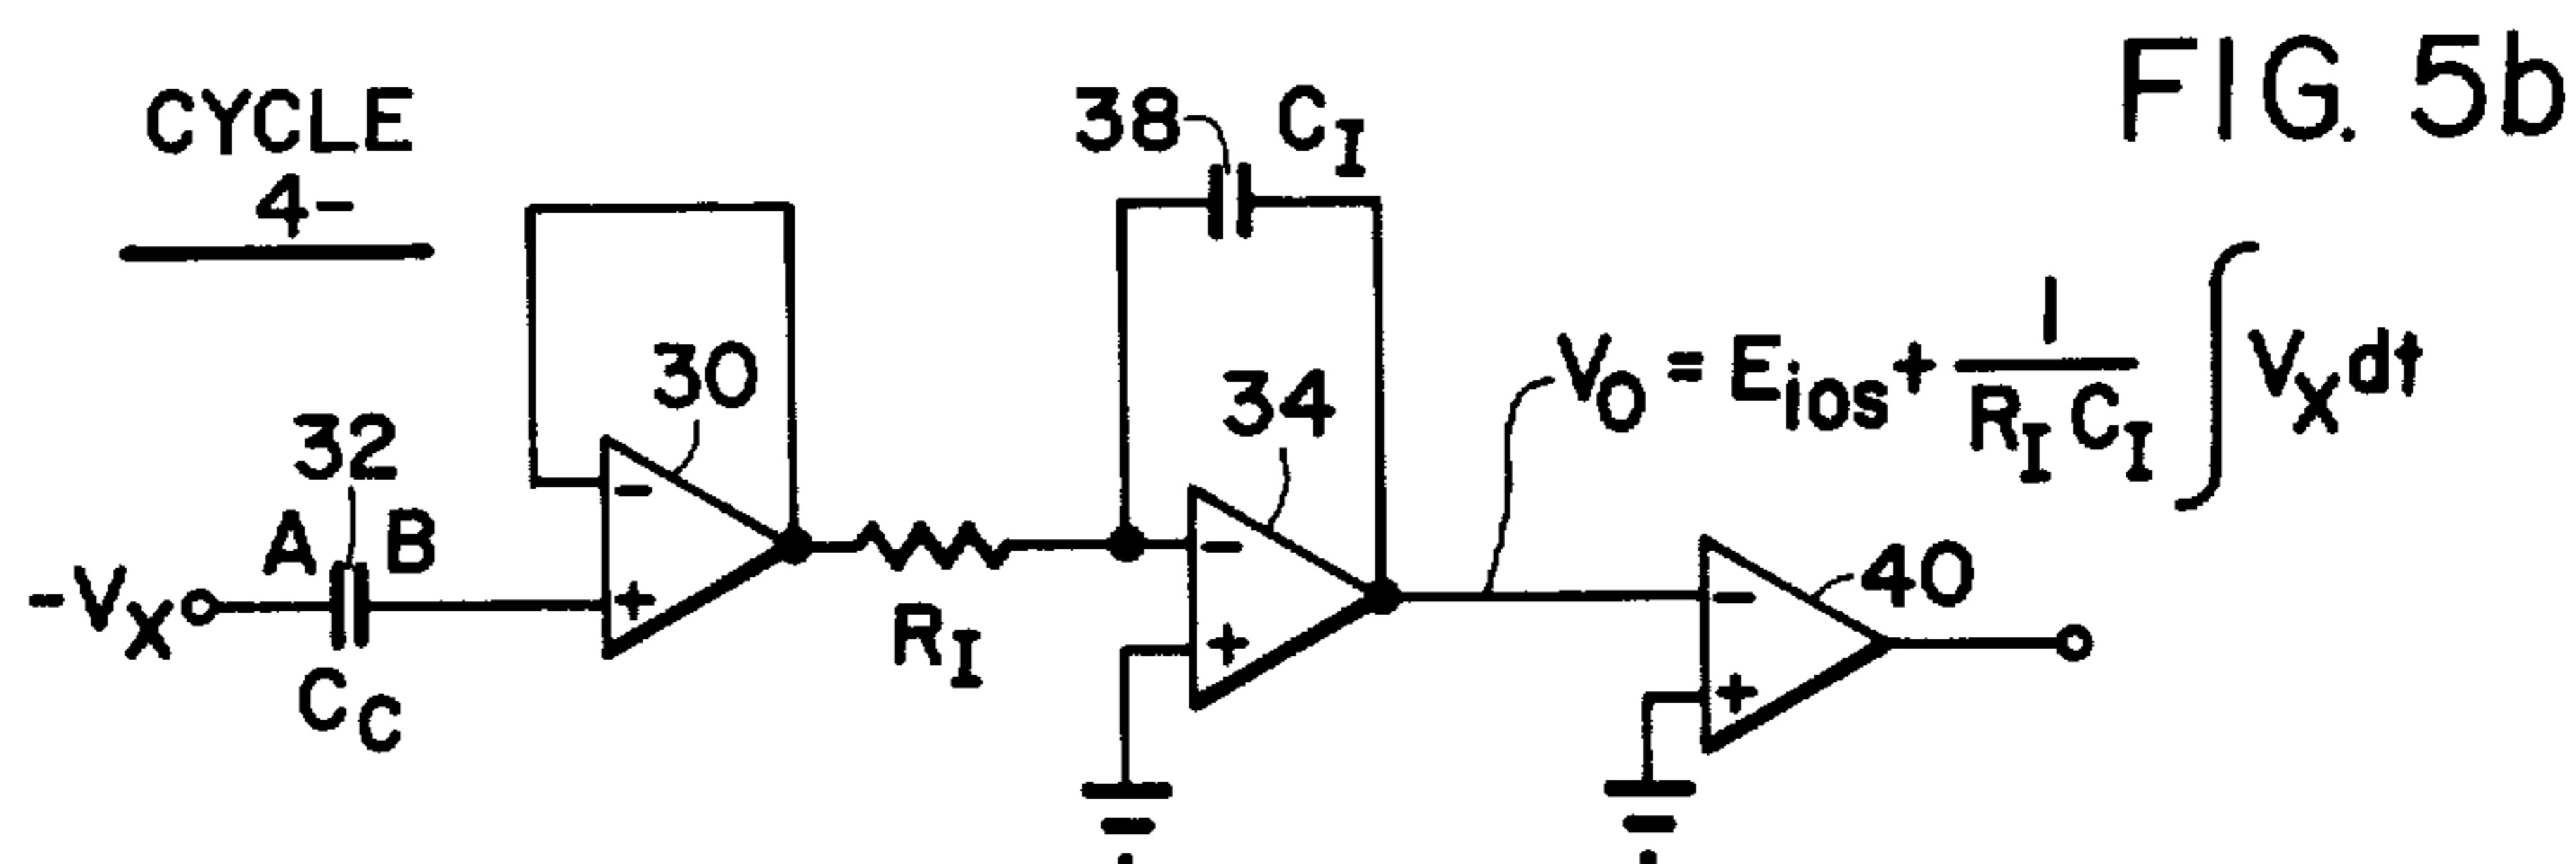 FIG. 5b
CYCLE
4-
38 C_I
30
32
A B
-V_X
C_C
R_I
34
V_O = E_ios + 1/(R_I C_I) ∫ V_X dt
40
- + - + - +